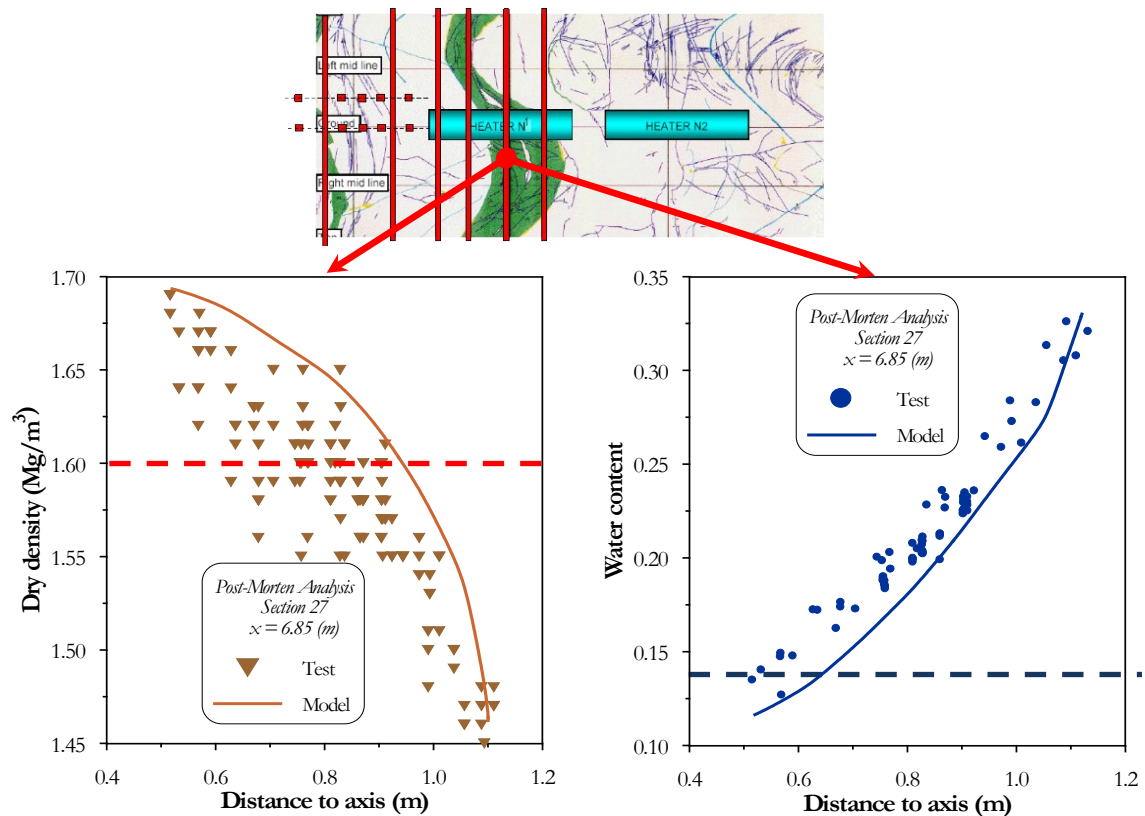 Left mid line
Ground
HEATER N1
HEATER N2
Right mid line
1.70
1.65
1.60
1.55
1.50
1.45
Dry density (Mg/m³)
Post-Morten Analysis
Section 27
x = 6.85 (m)
Test
Model
0.4
0.6
0.8
1.0
1.2
Distance to axis (m)
0.35
0.30
0.25
0.20
0.15
0.10
Water content
Post-Morten Analysis
Section 27
x = 6.85 (m)
Test
Model
0.4
0.6
0.8
1.0
1.2
Distance to axis (m)